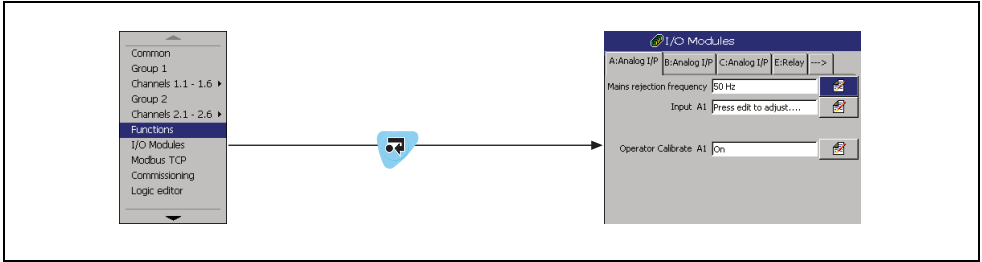 Common
Group 1
Channels 1.1 - 1.6
Group 2
Channels 2.1 - 2.6
Functions
I/O Modules
Modbus TCP
Commissioning
Logic editor
I/O Modules
A:Analog I/P B:Analog I/P C:Analog I/P E:Relay --->
Mains rejection frequency 50 Hz
Input A1 Press edit to adjust....
Operator Calibrate A1 On